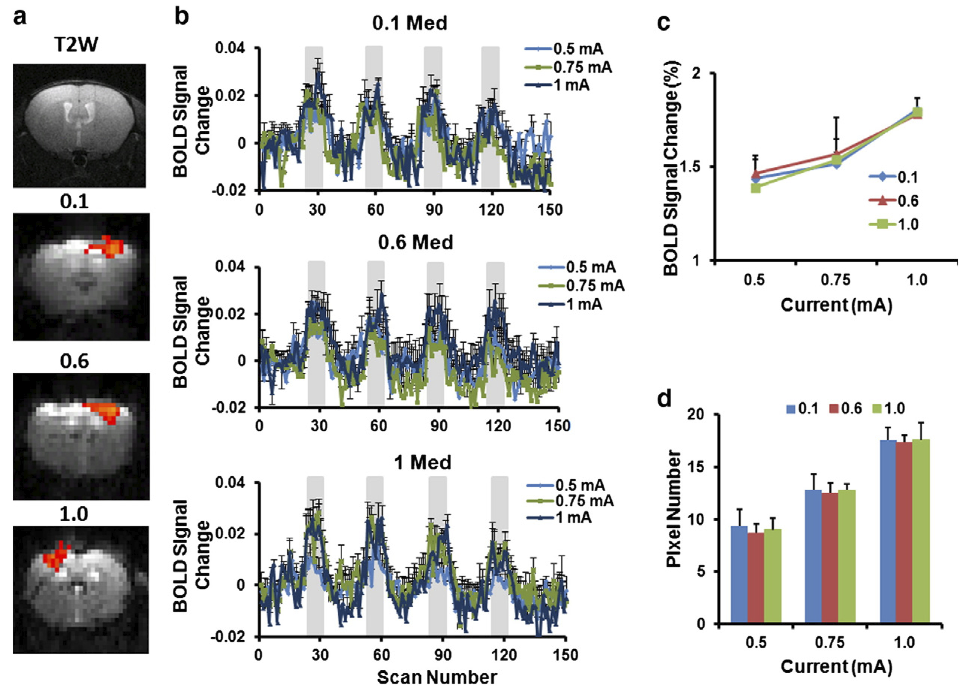 a
T2W
0.1
0.6
1.0
b
0.1 Med
BOLD SIgnal
Change
0.04
0.02
0
-0.02
0.5 mA
0.75 mA
1 mA
0 30 60 90 120 150
0.6 Med
BOLD SIgnal
Change
0.04
0.02
0
-0.02
0.5 mA
0.75 mA
1 mA
0 30 60 90 120 150
1 Med
BOLD SIgnal
Change
0.04
0.02
0
-0.02
0.5 mA
0.75 mA
1 mA
0 30 60 90 120 150
Scan Number
c
BOLD SIgnal Change (%)
2
1.5
1
0.1
0.6
1.0
0.5 0.75 1.0
Current (mA)
d
PIxel Number
20
15
10
5
0
0.1 0.6 1.0
0.5 0.75 1.0
Current (mA)